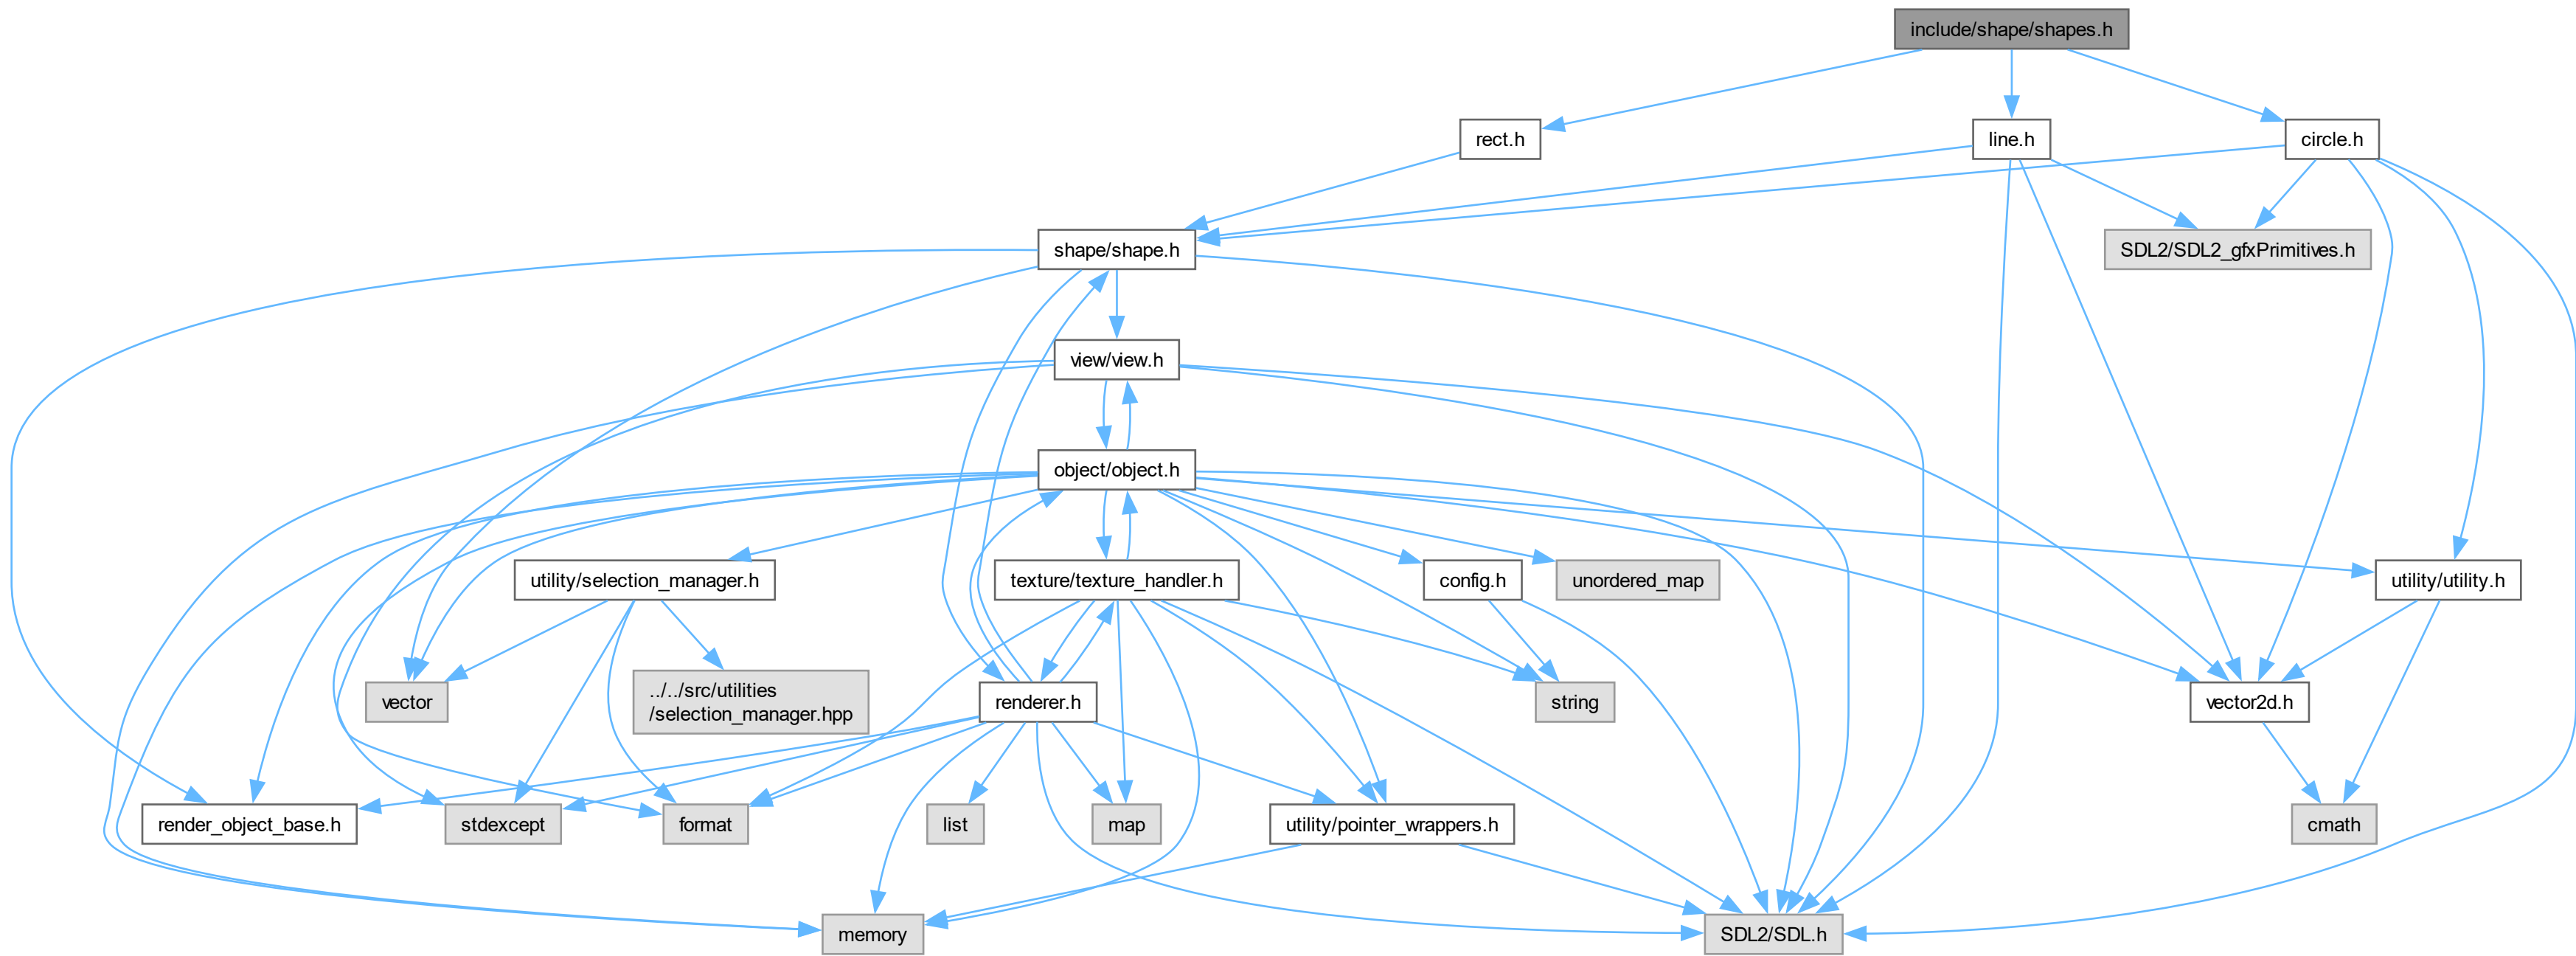 include/shape/shapes.h
rect.h
line.h
circle.h
shape/shape.h
SDL2/SDL2_gfxPrimitives.h
view/view.h
object/object.h
utility/selection_manager.h
texture/texture_handler.h
config.h
unordered_map
utility/utility.h
vector
../../src/utilities
/selection_manager.hpp
renderer.h
string
vector2d.h
render_object_base.h
stdexcept
format
list
map
utility/pointer_wrappers.h
cmath
memory
SDL2/SDL.h